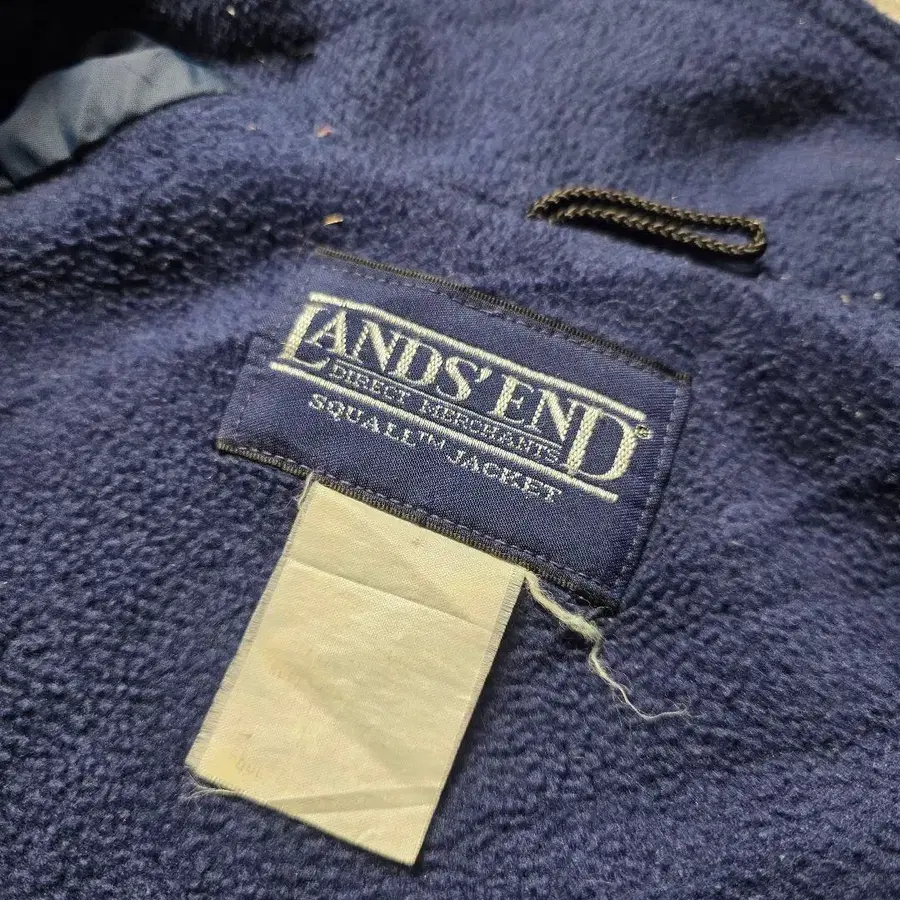 LANDS' END®
DIRECT MERCHANTS
SQUALL™ JACKET